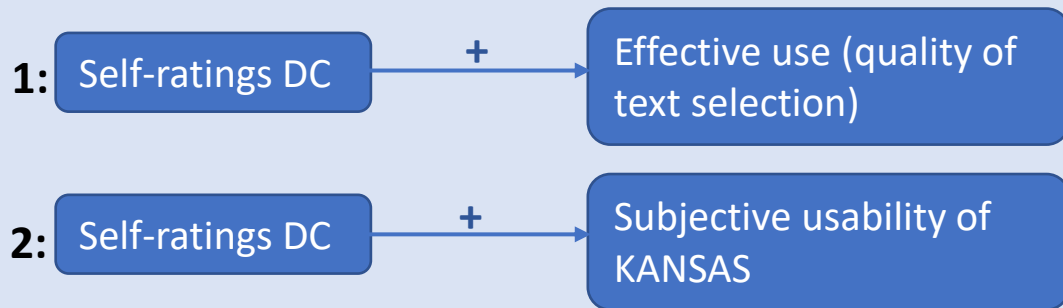 1:
Self-ratings DC
+
Effective use (quality of
text selection)
2:
Self-ratings DC
+
Subjective usability of
KANSAS